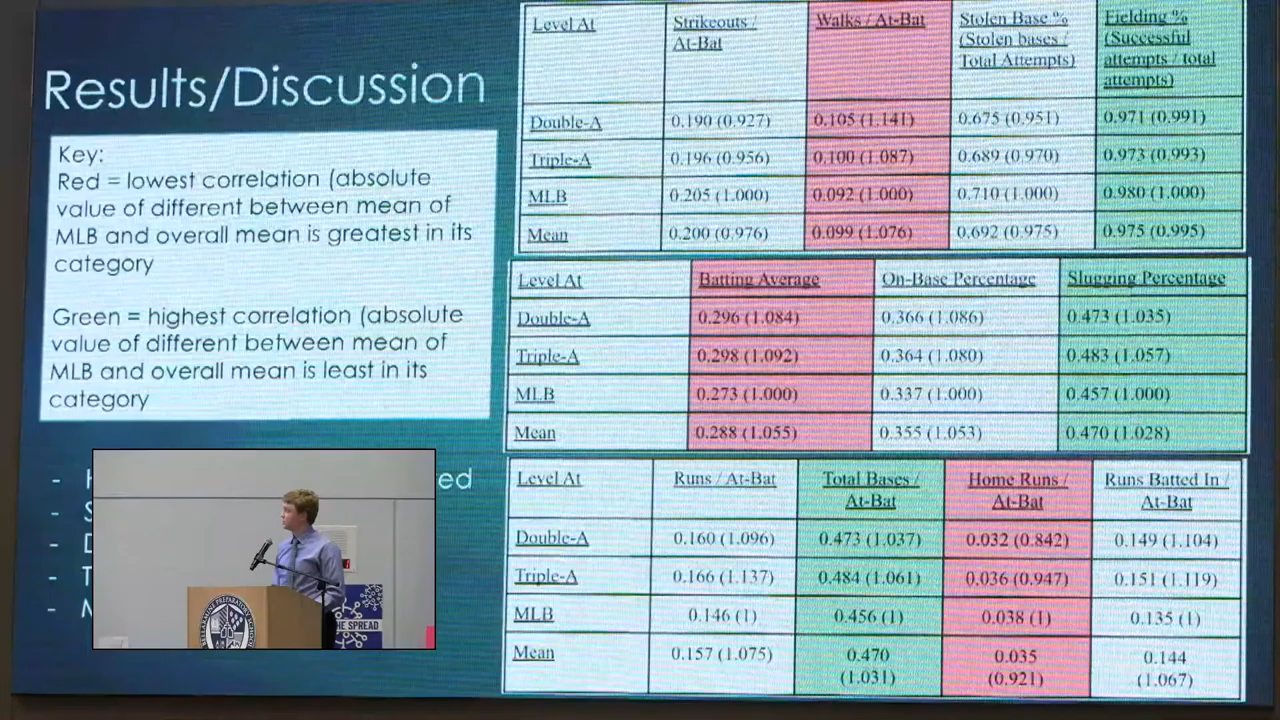 Results/Discussion
Key:
Red = lowest correlation (absolute
value of different between mean of
MLB and overall mean is greatest in its
category
Green = highest correlation (absolute
value of different between mean of
MLB and overall mean is least in its
category
ed
Level At Strikeouts / At-Bat Walks / At-Bat Stolen Base % (Stolen bases / Total Attempts) Fielding % (Successful attempts / total attempts)
Double-A 0.190 (0.927) 0.105 (1.141) 0.675 (0.951) 0.971 (0.991)
Triple-A 0.196 (0.956) 0.100 (1.087) 0.689 (0.970) 0.973 (0.993)
MLB 0.205 (1.000) 0.092 (1.000) 0.710 (1.000) 0.980 (1.000)
Mean 0.200 (0.976) 0.099 (1.076) 0.692 (0.975) 0.975 (0.995)
Level At Batting Average On-Base Percentage Slugging Percentage
Double-A 0.296 (1.084) 0.366 (1.086) 0.473 (1.035)
Triple-A 0.298 (1.092) 0.364 (1.080) 0.483 (1.057)
MLB 0.273 (1.000) 0.337 (1.000) 0.457 (1.000)
Mean 0.288 (1.055) 0.355 (1.053) 0.470 (1.028)
Level At Runs / At-Bat Total Bases / At-Bat Home Runs / At-Bat Runs Batted In / At-Bat
Double-A 0.160 (1.096) 0.473 (1.037) 0.032 (0.842) 0.149 (1.104)
Triple-A 0.166 (1.137) 0.484 (1.061) 0.036 (0.947) 0.151 (1.119)
MLB 0.146 (1) 0.456 (1) 0.038 (1) 0.135 (1)
Mean 0.157 (1.075) 0.470 (1.031) 0.035 (0.921) 0.144 (1.067)
HE SPREAD